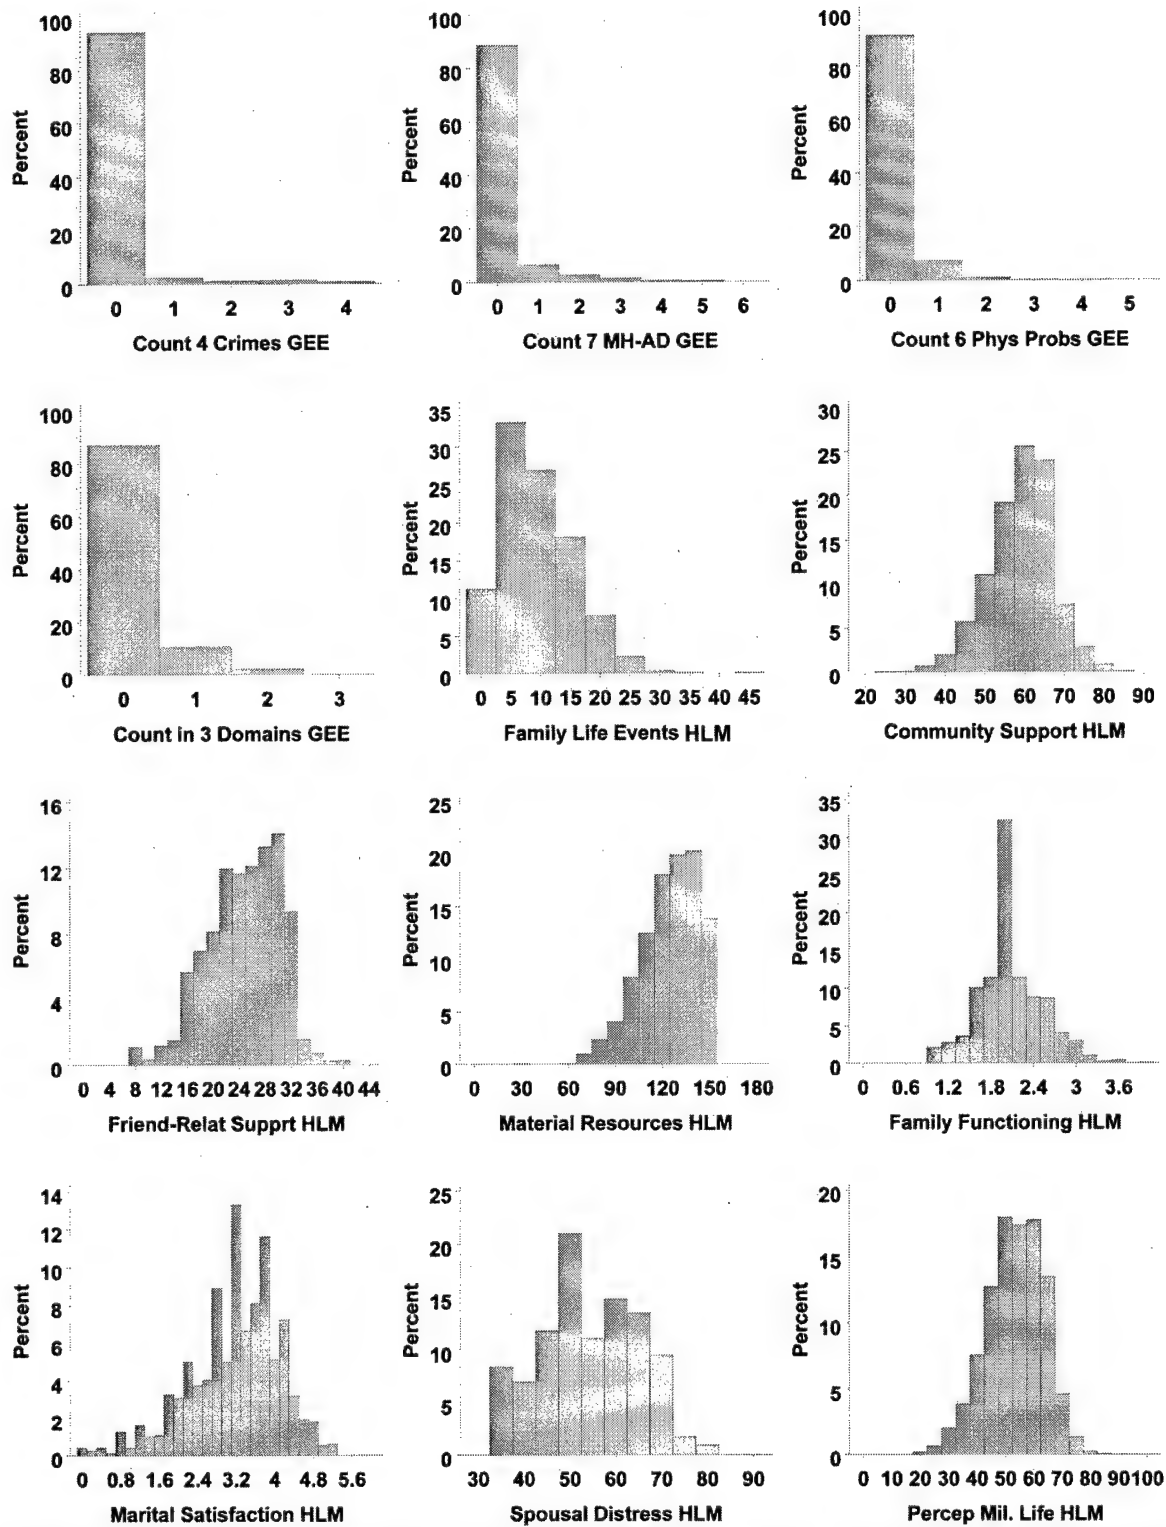 100
80
60
40
20
0
Percent
0 1 2 3 4
Count 4 Crimes GEE
100
80
60
40
20
0
Percent
0 1 2 3 4 5 6
Count 7 MH-AD GEE
100
80
60
40
20
0
Percent
0 1 2 3 4 5
Count 6 Phys Probs GEE
100
80
60
40
20
0
Percent
0 1 2 3
Count in 3 Domains GEE
35
30
25
20
15
10
5
0
Percent
0 5 10 15 20 25 30 35 40 45
Family Life Events HLM
30
25
20
15
10
5
0
Percent
20 30 40 50 60 70 80 90
Community Support HLM
16
12
8
4
0
Percent
0 4 8 12 16 20 24 28 32 36 44
Friend-Relat Supprt HLM
25
20
15
10
5
0
Percent
0 30 60 90 120 150 180
Material Resources HLM
35
30
25
20
15
10
5
0
Percent
0 0.6 1.2 1.8 2.4 3 3.6
Family Functioning HLM
14
12
10
8
6
4
2
0
Percent
0 0.8 1.6 2.4 3.2 4 4.8 5.6
Marital Satisfaction HLM
25
20
15
10
5
0
Percent
30 40 50 60 70 80 90
Spousal Distress HLM
20
15
10
5
0
Percent
0 10 20 30 40 50 60 70 80 90 100
Percep Mil. Life HLM